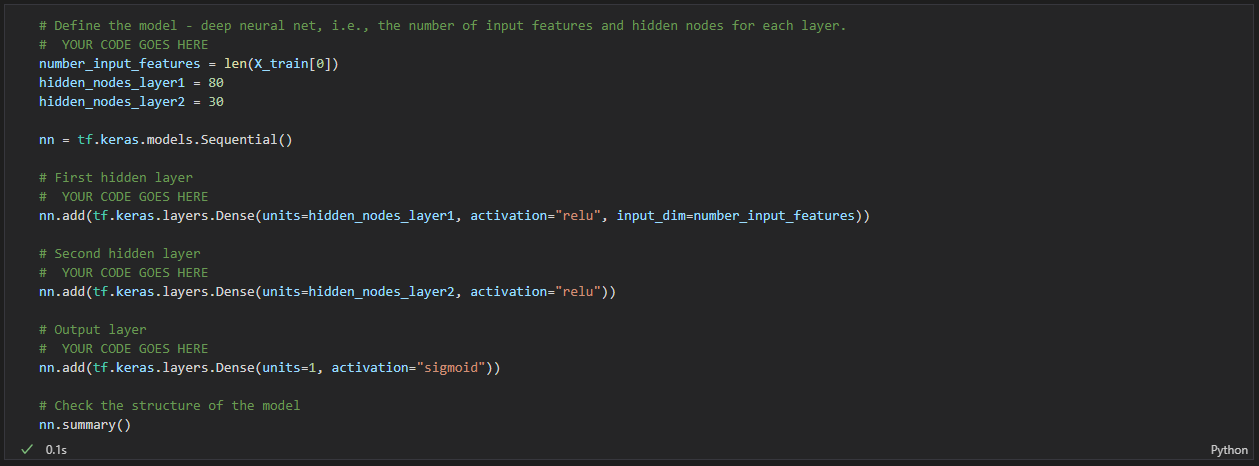 # Define the model - deep neural net, i.e., the number of input features and hidden nodes for each layer.
#  YOUR CODE GOES HERE
number_input_features = len(X_train[0])
hidden_nodes_layer1 = 80
hidden_nodes_layer2 = 30
nn = tf.keras.models.Sequential()
# First hidden layer
#  YOUR CODE GOES HERE
nn.add(tf.keras.layers.Dense(units=hidden_nodes_layer1, activation="relu", input_dim=number_input_features))
# Second hidden layer
#  YOUR CODE GOES HERE
nn.add(tf.keras.layers.Dense(units=hidden_nodes_layer2, activation="relu"))
# Output layer
#  YOUR CODE GOES HERE
nn.add(tf.keras.layers.Dense(units=1, activation="sigmoid"))
# Check the structure of the model
nn.summary()
0.1s
Python